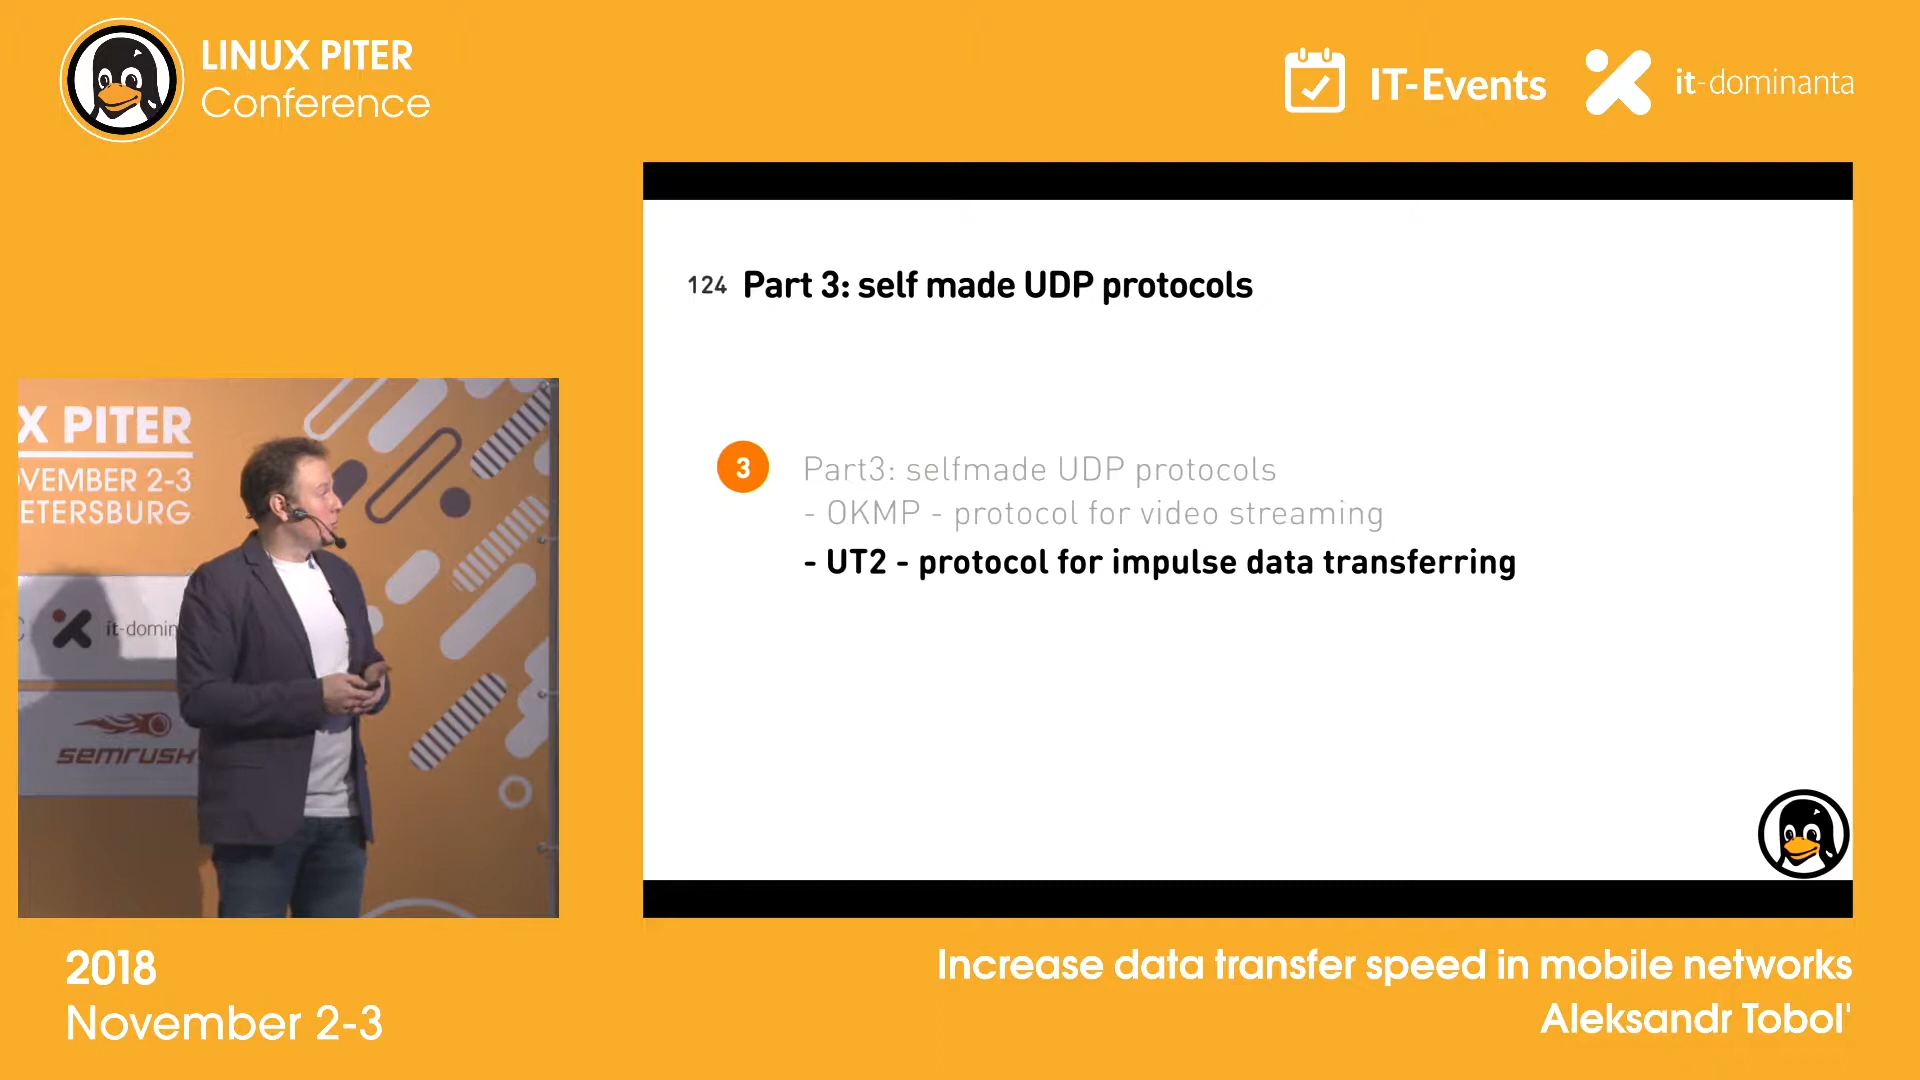 LINUX PITER
Conference
IT-Events
it-dominanta
124 Part 3: self made UDP protocols
3
Part3: selfmade UDP protocols
- OKMP - protocol for video streaming
- UT2 - protocol for impulse data transferring
X PITER
VEMBER 2-3
ETERSBURG
it-domin
semrush
2018
November 2-3
Increase data transfer speed in mobile networks
Aleksandr Tobol'